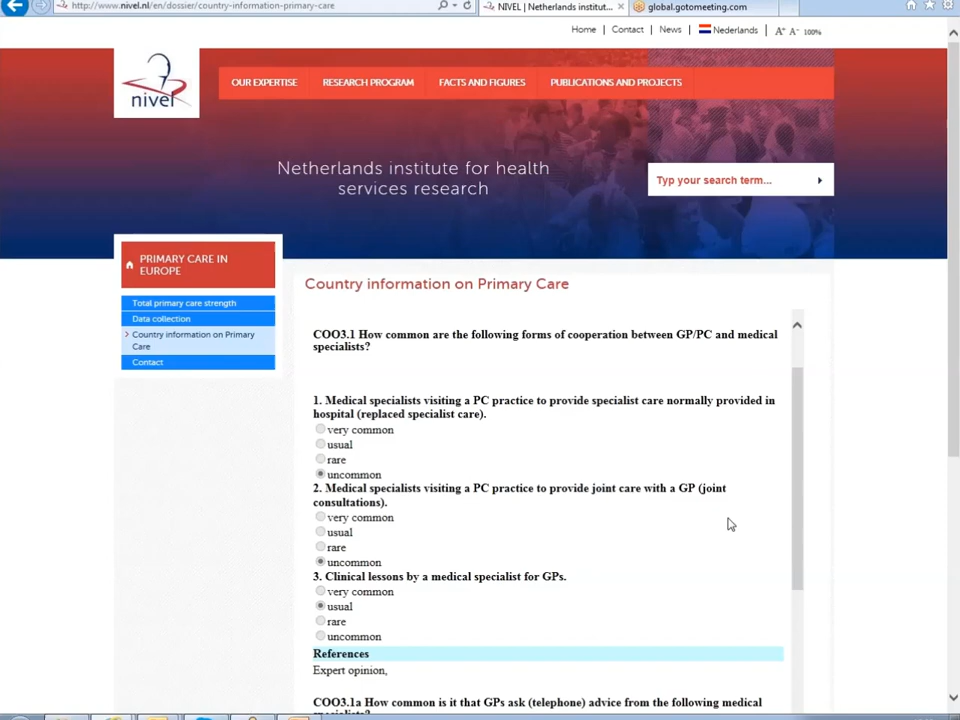 http://www.nivel.nl/en/dossier/country-information-primary-care
NIVEL | Netherlands institut...
global.gotomeeting.com
Home | Contact | News | Nederlands | A+ A- 100%
nivel
OUR EXPERTISE RESEARCH PROGRAM FACTS AND FIGURES PUBLICATIONS AND PROJECTS
Netherlands institute for health
services research
Typ your search term...
PRIMARY CARE IN
EUROPE
Total primary care strength
Data collection
Country information on Primary
Care
Contact
Country information on Primary Care
COO3.1 How common are the following forms of cooperation between GP/PC and medical
specialists?
1. Medical specialists visiting a PC practice to provide specialist care normally provided in
hospital (replaced specialist care).
very common
usual
rare
uncommon
2. Medical specialists visiting a PC practice to provide joint care with a GP (joint
consultations).
very common
usual
rare
uncommon
3. Clinical lessons by a medical specialist for GPs.
very common
usual
rare
uncommon
References
Expert opinion,
COO3.1a How common is it that GPs ask (telephone) advice from the following medical
specialists?